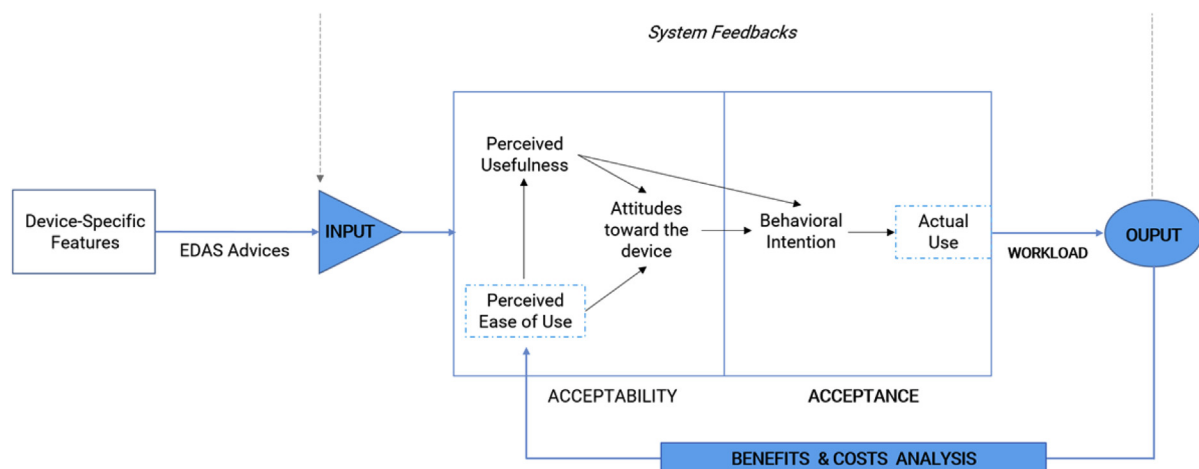 System Feedbacks
Perceived
Usefulness
Device-Specific
Features
EDAS Advices
INPUT
Attitudes
toward the
device
Behavioral
Intention
Actual
Use
WORKLOAD
OUPUT
Perceived
Ease of Use
ACCEPTABILITY
ACCEPTANCE
BENEFITS & COSTS ANALYSIS